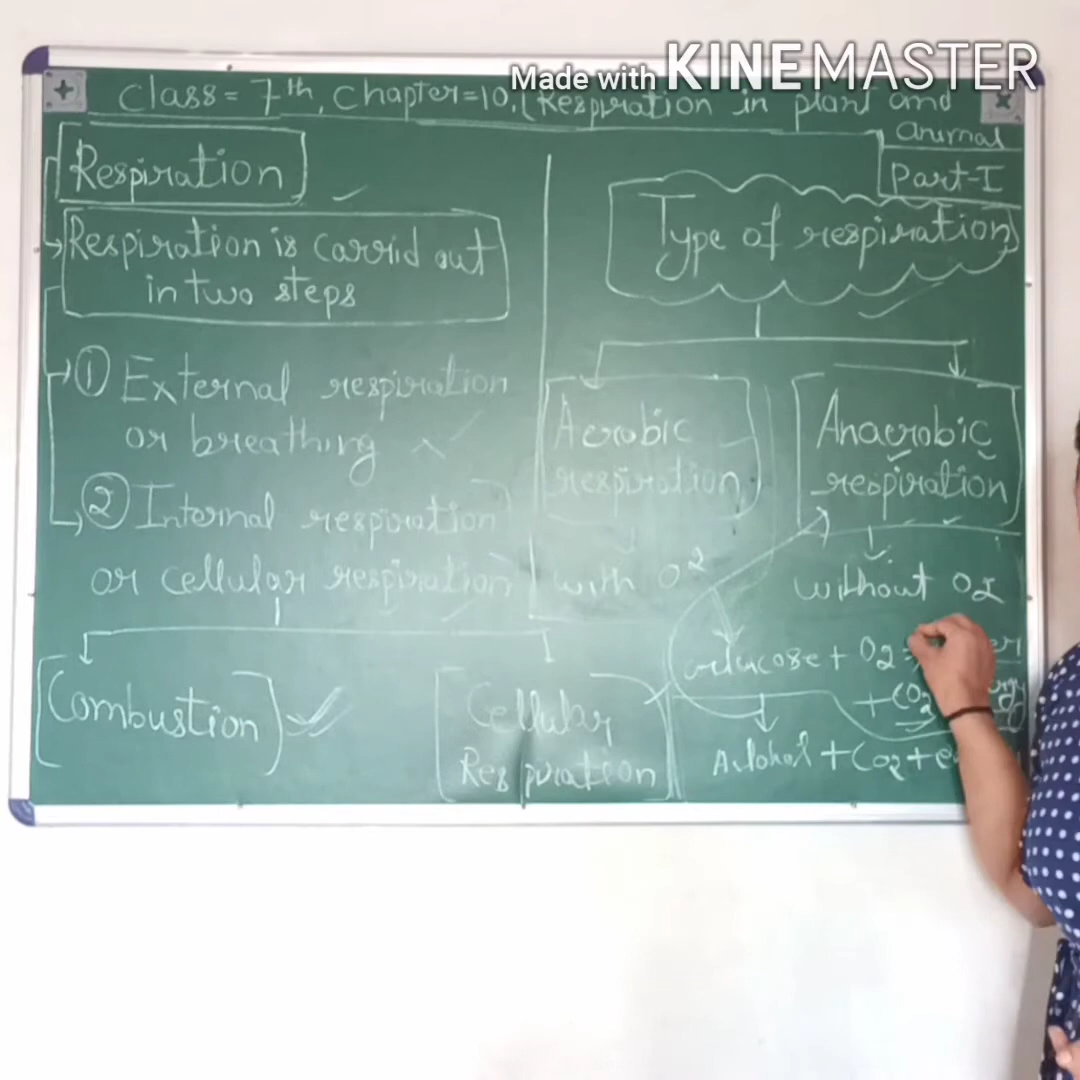 Made with KINEMASTER
Class = 7th, Chapter = 10, (Respiration in plant and
animal
Part-I
Respiration
Respiration is carrid out
in two steps
① External respiration
or breathing
② Internal respiration
or cellular respiration
Combustion
Cellular
Respiration
Type of respiration
Aerobic
respiration
with O²
Anaerobic
respiration
without O2
+ O2
+ CO2
+ CO2 +